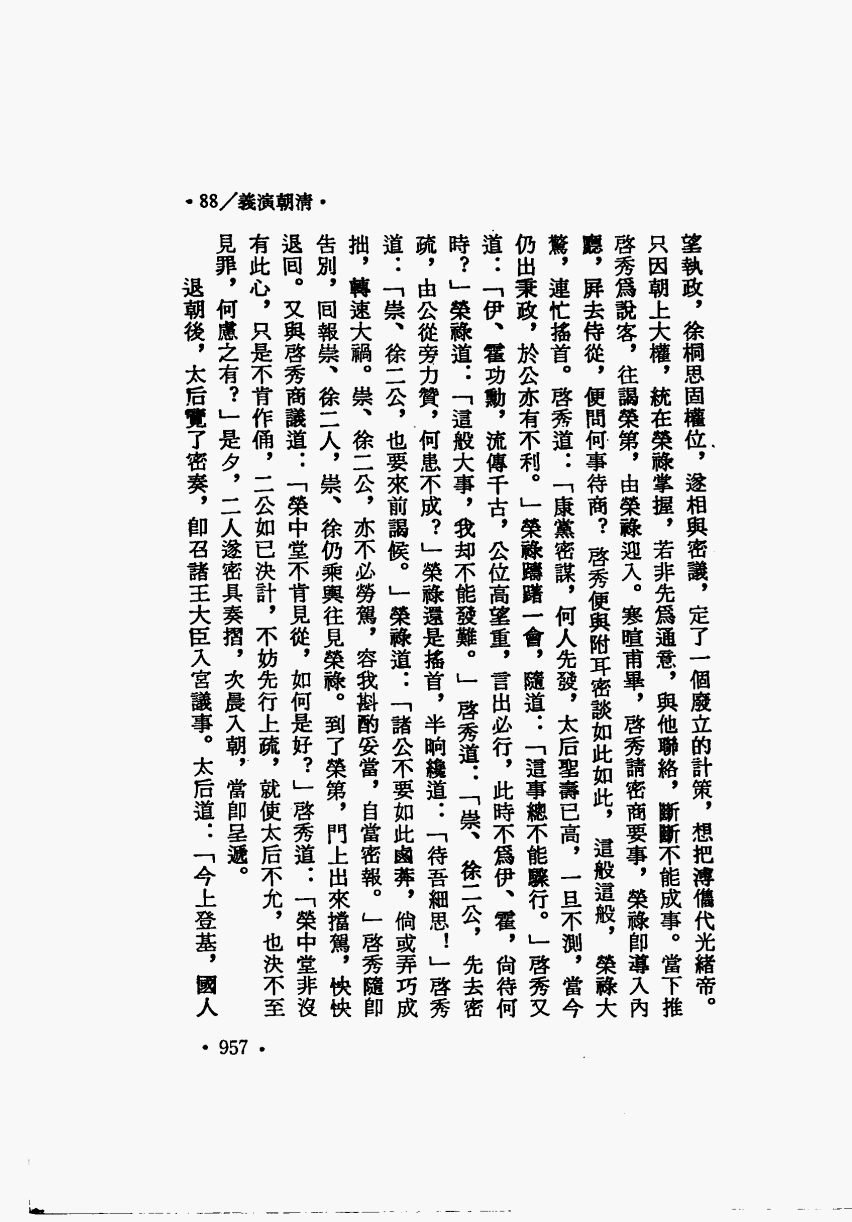 •88／義演朝清•
望執政，徐桐思固權位、遂相與密議，定了一個廢立的計策，想把溥儁代光緒帝。
只因朝上大權，統在榮祿掌握，若非先爲通意，與他聯絡，斷斷不能成事。當下推
啓秀爲說客，往謁榮第，由榮祿迎入。寒暄甫畢，啓秀請密商要事，榮祿卽導入內
廳，屛去侍從，便問何事待商？啓秀便與附耳密談如此如此，這般這般，榮祿大
驚，連忙搖首。啓秀道：「康黨密謀，何人先發，太后聖壽已高，一旦不測，當今
仍出秉政，於公亦有不利。」榮祿躊躇一會，隨道：「這事總不能驟行。」啓秀又
道：「伊、霍功勳，流傳千古，公位高望重，言出必行，此時不爲伊、霍，尙待何
時？」榮祿道：「這般大事，我却不能發難。」啓秀道：「崇、徐二公，先去密
疏，由公從旁力贊，何患不成？」榮祿還是搖首，半晌纔道：「待吾細思！」啓秀
道：「崇、徐二公，也要來前謁候。」榮祿道：「諸公不要如此鹵莽，倘或弄巧成
拙，轉速大禍。崇、徐二公，亦不必勞駕，容我斟酌妥當，自當密報。」啓秀隨卽
告別，回報崇、徐二人，崇、徐仍乘輿往見榮祿。到了榮第，門上出來擋駕，怏怏
退回。又與啓秀商議道：「榮中堂不肯見從，如何是好？」啓秀道：「榮中堂非沒
有此心，只是不肯作俑，二公如已決計，不妨先行上疏，就使太后不允，也決不至
見罪，何慮之有？」是夕，二人遂密具奏摺，次晨入朝，當卽呈遞。
退朝後，太后覽了密奏，卽召諸王大臣入宮議事。太后道：「今上登基，國人
•957•